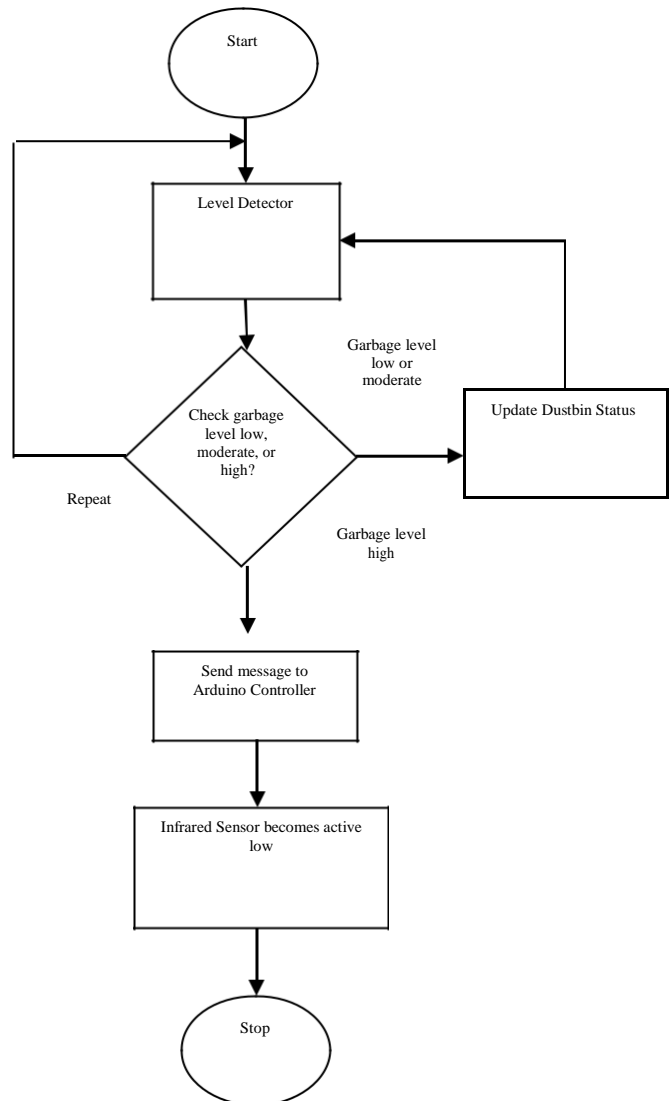 Start
Level Detector
Garbage level
low or
moderate
Check garbage
level low,
moderate, or
high?
Update Dustbin Status
Repeat
Garbage level
high
Send message to
Arduino Controller
Infrared Sensor becomes active
low
Stop